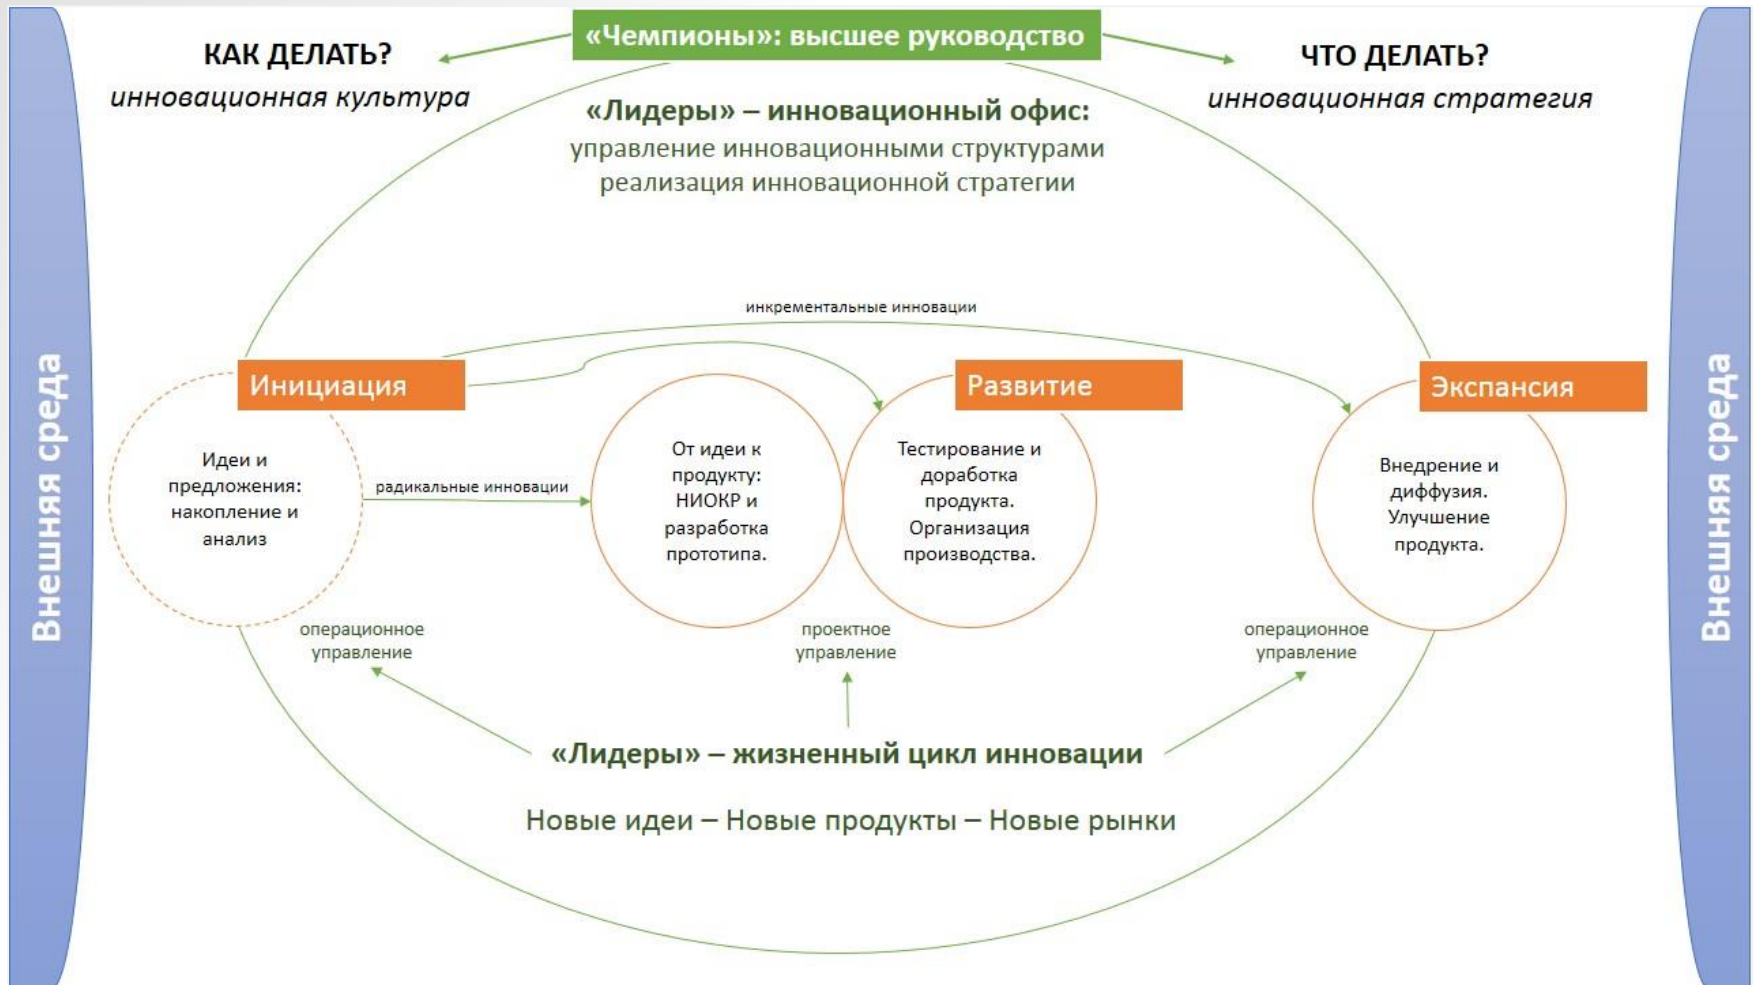 «Чемпионы»: высшее руководство
КАК ДЕЛАТЬ?
инновационная культура
ЧТО ДЕЛАТЬ?
инновационная стратегия
«Лидеры» – инновационный офис:
управление инновационными структурами
реализация инновационной стратегии
Внешняя среда
инкрементальные инновации
Инициация
Идеи и
предложения:
накопление и
анализ
радикальные инновации
От идеи к
продукту:
НИОКР и
разработка
прототипа.
Развитие
Тестирование и
доработка
продукта.
Организация
производства.
Экспансия
Внедрение и
диффузия.
Улучшение
продукта.
Внешняя среда
операционное
управление
проектное
управление
операционное
управление
«Лидеры» – жизненный цикл инновации
Новые идеи – Новые продукты – Новые рынки